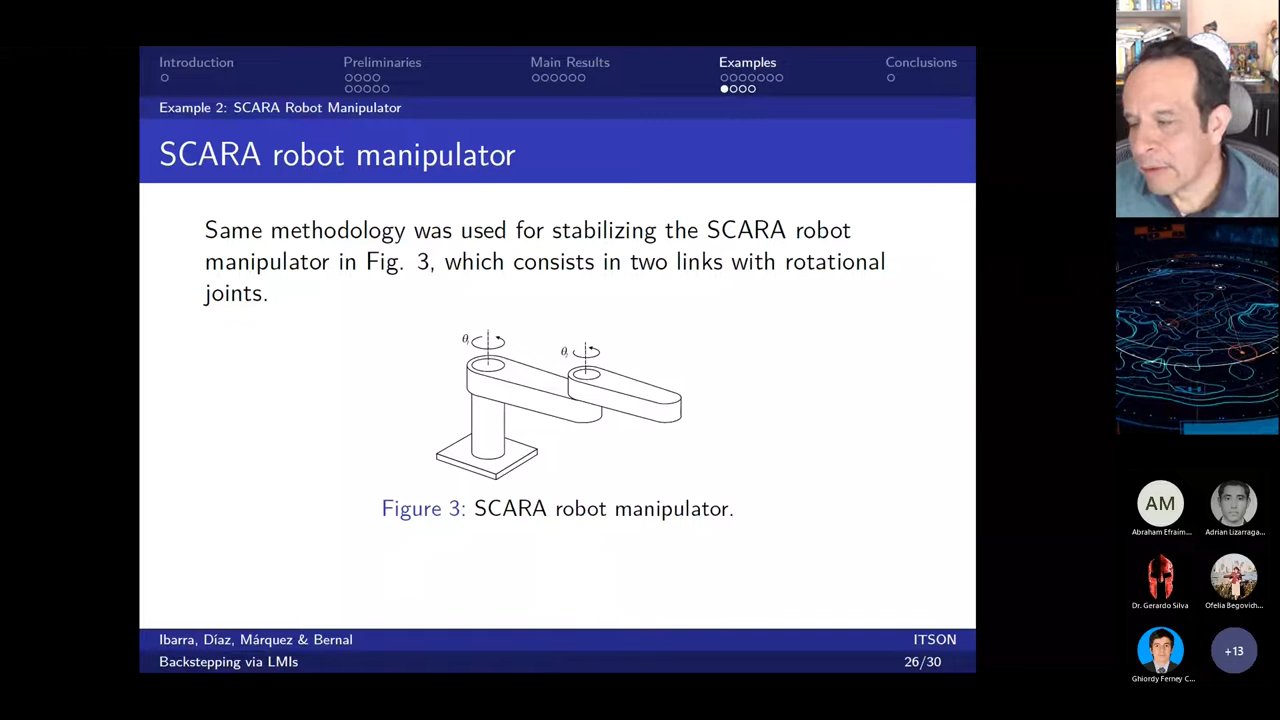 Introduction Preliminaries Main Results Examples Conclusions
Example 2: SCARA Robot Manipulator
SCARA robot manipulator
Same methodology was used for stabilizing the SCARA robot
manipulator in Fig. 3, which consists in two links with rotational
joints.
θ θ
Figure 3: SCARA robot manipulator.
Ibarra, Díaz, Márquez & Bernal ITSON
Backstepping via LMIs 26/30
AM
Abraham Efraim... Adrian Lizarraga...
Dr. Gerardo Silva Ofelia Begovich...
Ghiordy Ferney C... +13